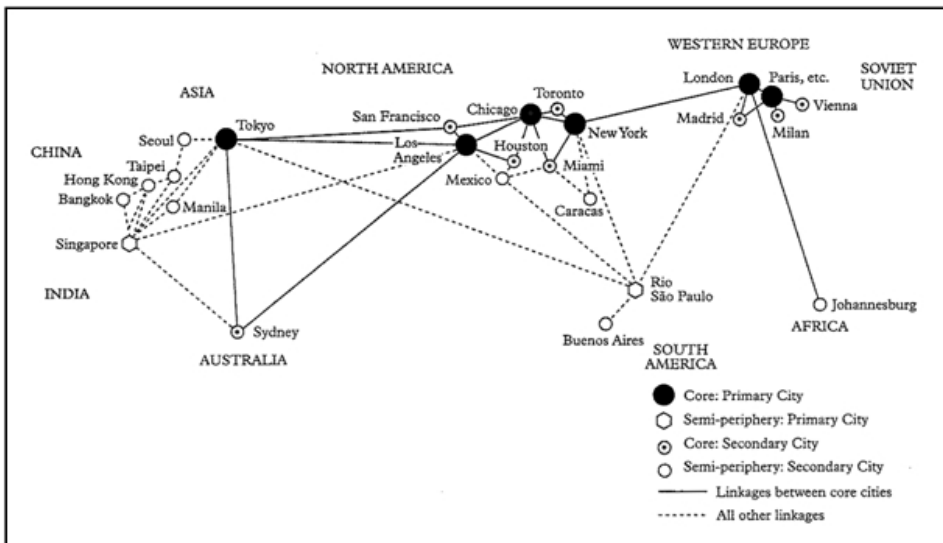 WESTERN EUROPE
SOVIET
UNION
NORTH AMERICA
London
Paris, etc.
ASIA
Toronto
Chicago
San Francisco
Madrid
Vienna
Milan
Tokyo
New York
Seoul
Los
Angeles
Houston
CHINA
Taipei
Miami
Hong Kong
Mexico
Bangkok
Manila
Caracas
Singapore
INDIA
Rio
São Paulo
Johannesburg
Sydney
AFRICA
Buenos Aires
AUSTRALIA
SOUTH
AMERICA
Core: Primary City
Semi-periphery: Primary City
Core: Secondary City
Semi-periphery: Secondary City
Linkages between core cities
All other linkages